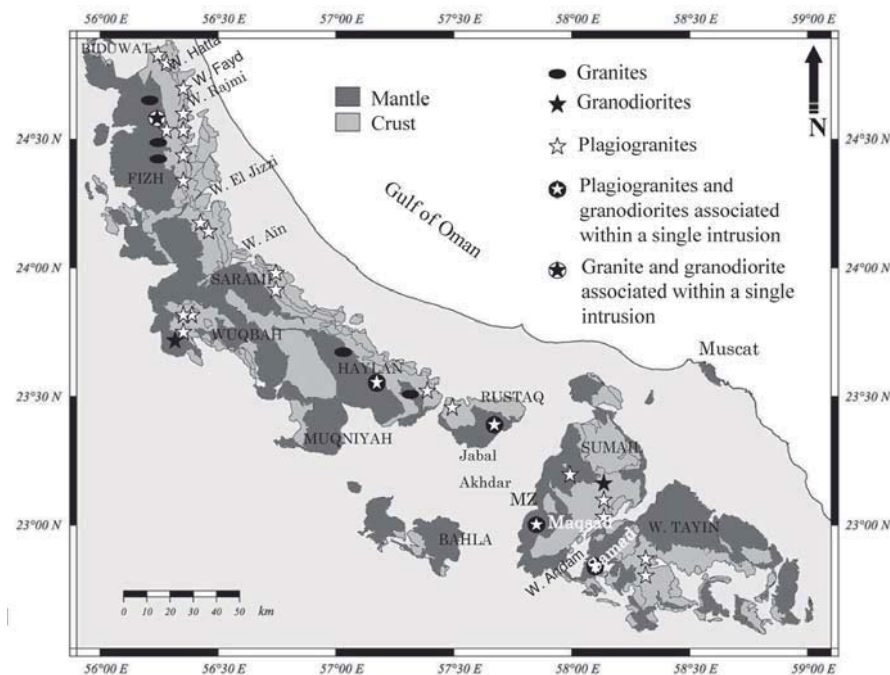 56°00 E
56°30 E
57°00 E
57°30 E
58°00 E
58°30 E
59°00 E
BIDUWAT
W. Hatta
W. Fayd
W. Rajmi
Mantle
Crust
Granites
Granodiorites
Plagiogranites
Plagiogranites and
granodiorites associated
within a single intrusion
Granite and granodiorite
associated within a single
intrusion
N
24°30 N
24°30 N
FIZH
W. El Jizzi
Gulf of Oman
W. Ain
24°00 N
24°00 N
SARAMI
WUQBAH
Muscat
HAYLAN
23°30 N
23°30 N
RUSTAQ
MUQNIYAH
SUMAIL
Jabal
Akhdar
MZ
Maqsad
W. TAYIN
23°00 N
23°00 N
BAHLA
W. Andam
Samad
0 10 20 30 40 50 km
56°00 E
56°30 E
57°00 E
57°30 E
58°00 E
58°30 E
59°00 E